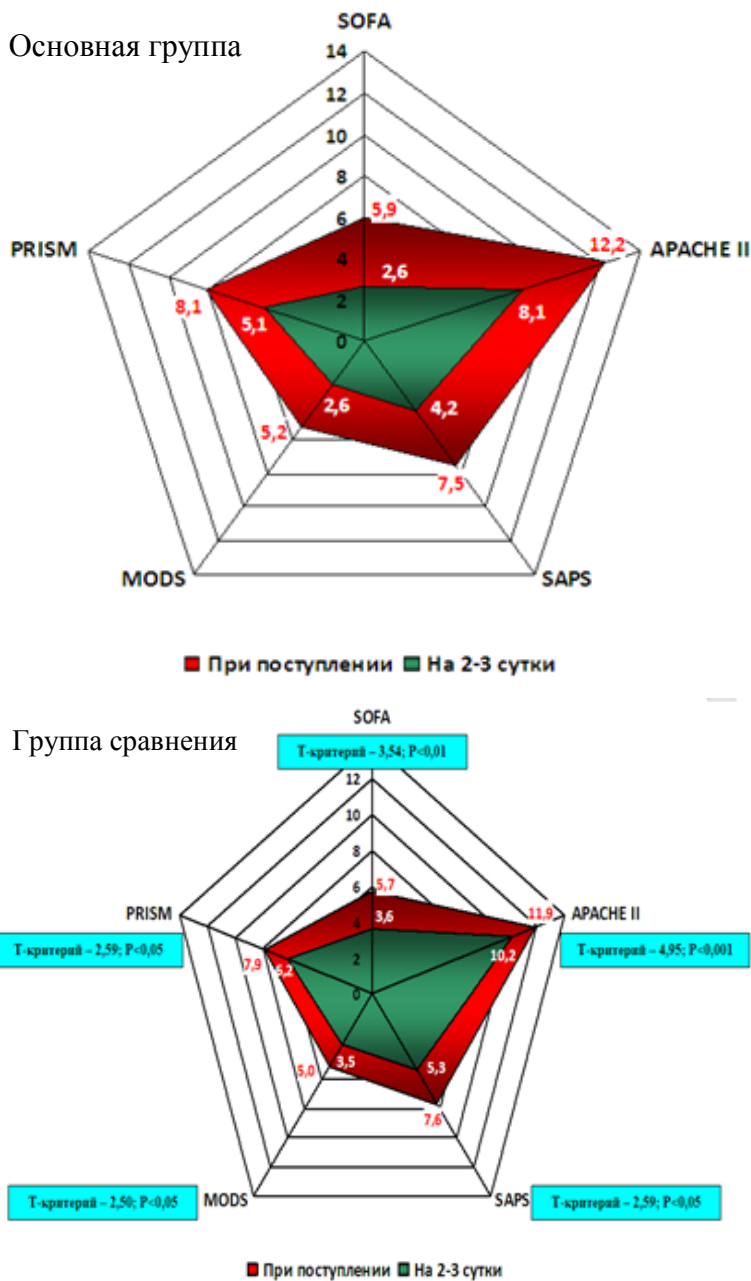 SOFA
Основная группа
14
12
10
8
6
5,9
12,2
PRISM
APACHE II
4
2,6
8,1
8,1
2
5,1
0
2,6
4,2
5,2
7,5
MODS
SAPS
При поступлении На 2-3 сутки
SOFA
Группа сравнения
Т-критерий – 3,54; P<0,01
12
10
8
6
5,7
PRISM
11,9
APACHE II
4
3,6
Т-критерий – 2,59; P<0,05
Т-критерий – 4,95; P<0,001
7,9
6,2
2
10,2
0
5,0
3,5
5,3
7,6
Т-критерий – 2,50; P<0,05
MODS
SAPS
Т-критерий – 2,59; P<0,05
При поступлении На 2-3 сутки